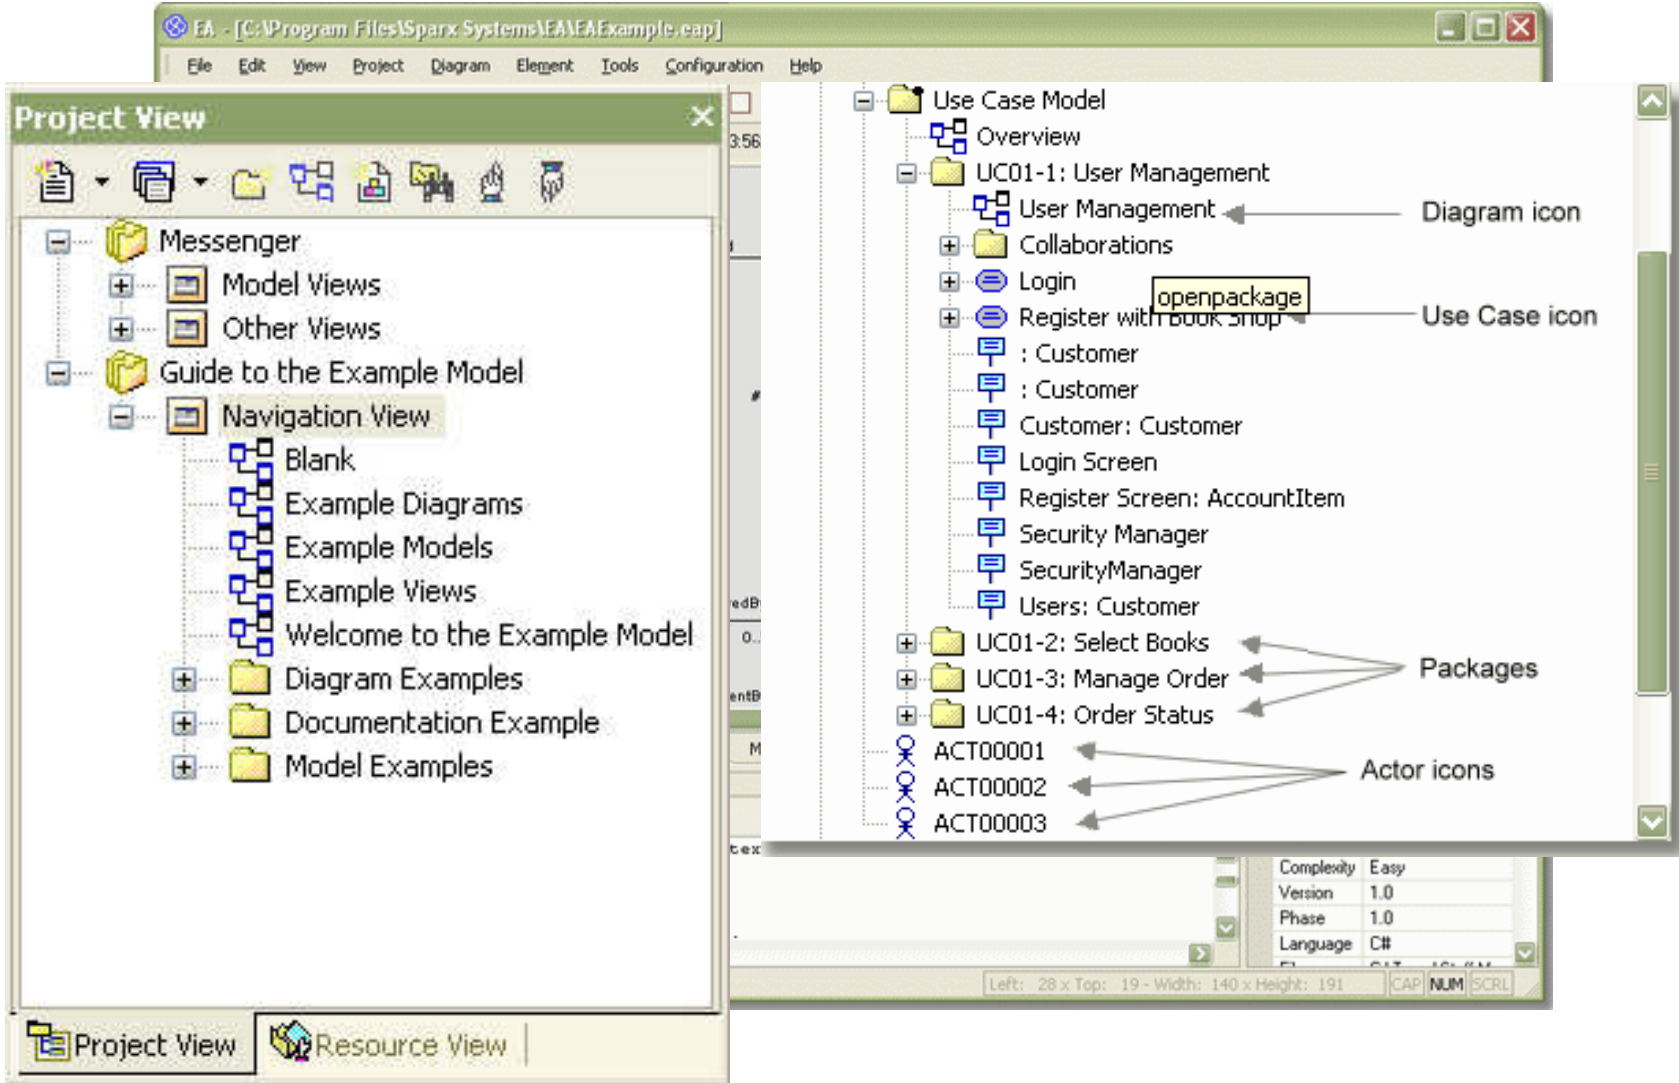 EA - [C:\Program Files\Sparx Systems\EA\EAExample.eap]
File Edit View Project Diagram Element Tools Configuration Help
Project View
Messenger
Model Views
Other Views
Guide to the Example Model
Navigation View
Blank
Example Diagrams
Example Models
Example Views
Welcome to the Example Model
Diagram Examples
Documentation Example
Model Examples
Project View
Resource View
3:56
#
redB
0..
entB
M
tex
Use Case Model
Overview
UC01-1: User Management
User Management
Diagram icon
Collaborations
Login
openpackage
Register with Book Shop
Use Case icon
: Customer
: Customer
Customer: Customer
Login Screen
Register Screen: AccountItem
Security Manager
SecurityManager
Users: Customer
UC01-2: Select Books
UC01-3: Manage Order
Packages
UC01-4: Order Status
ACT00001
Actor icons
ACT00002
ACT00003
Complexity Easy
Version 1.0
Phase 1.0
Language C#
Left: 28 x Top: 19 - Width: 140 x Height: 191 CAP NUM SCRL